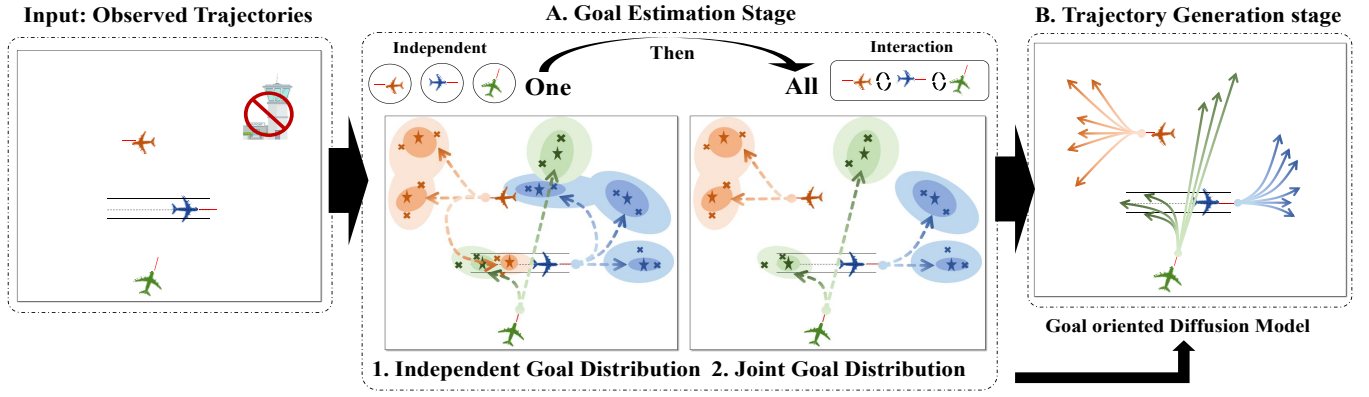 Input: Observed Trajectories
A. Goal Estimation Stage
B. Trajectory Generation stage
Independent
Then
Interaction
One
All
1. Independent Goal Distribution
2. Joint Goal Distribution
Goal oriented Diffusion Model